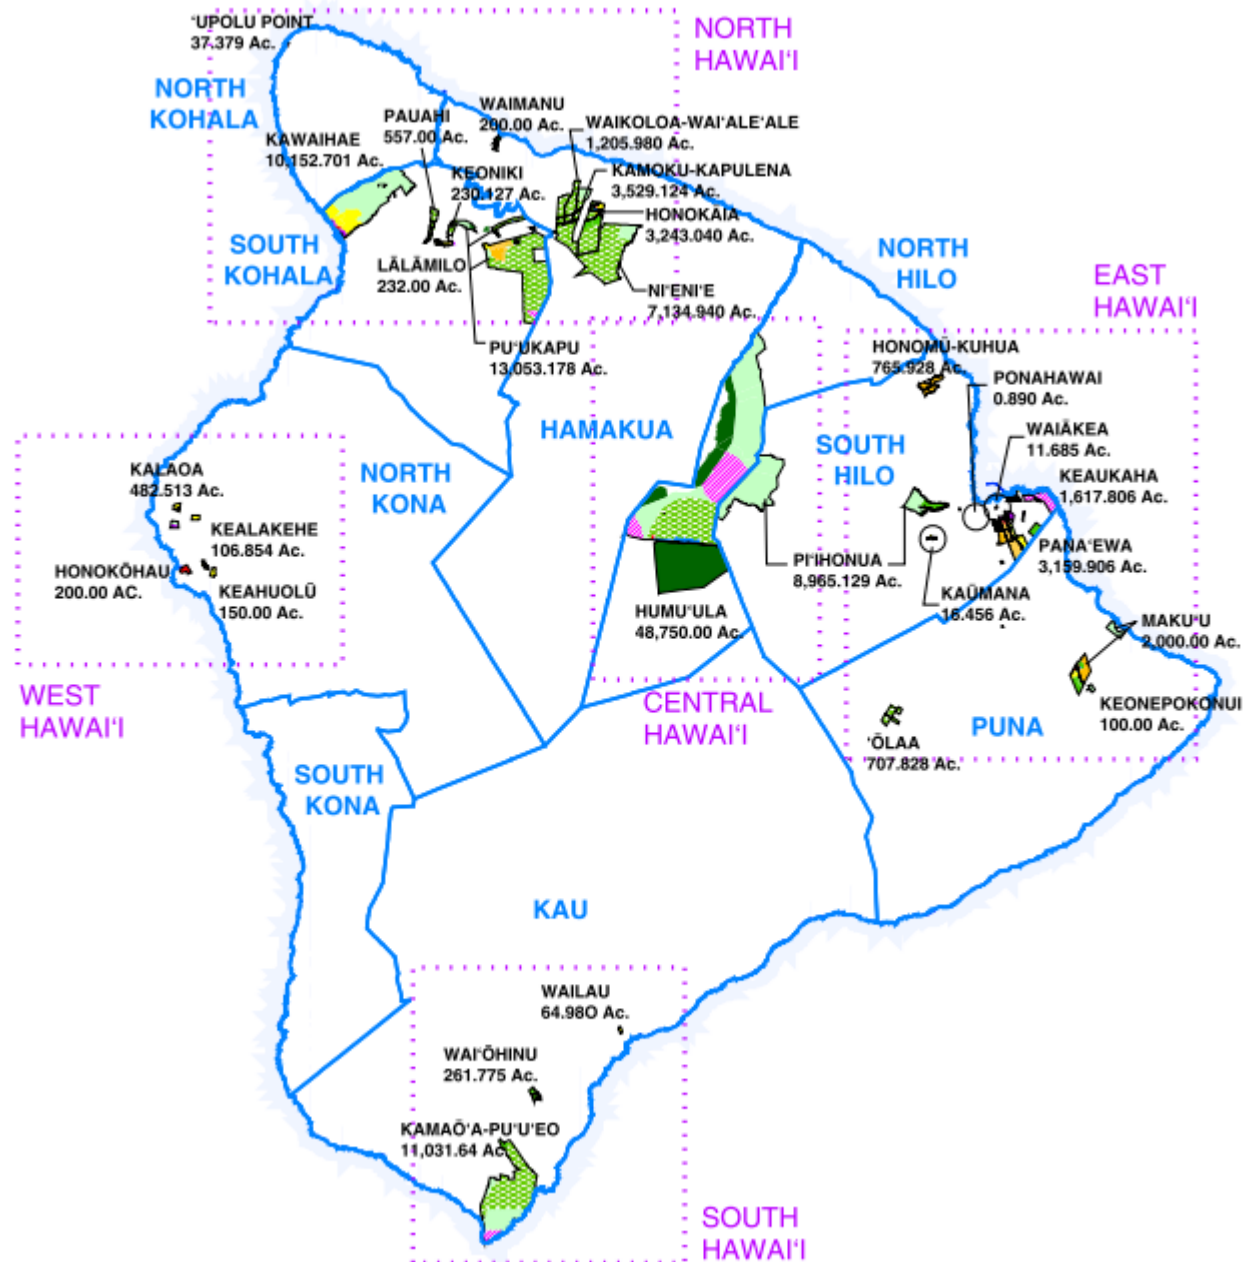 ʻUPOLU POINT
37.379 Ac.
NORTH
HAWAIʻI
NORTH
KOHALA
PAUAHI
557.00 Ac.
WAIMANU
200.00 Ac.
WAIKOLOA-WAIʻALEʻALE
1,205.980 Ac.
KAWAIHAE
10,152.701 Ac.
KEONIKI
230.127 Ac.
KAMOKU-KAPULENA
3,529.124 Ac.
HONOKAIA
3,243.040 Ac.
SOUTH
KOHALA
LĀLĀMILO
232.00 Ac.
NIʻENIʻE
7,134.940 Ac.
NORTH
HILO
EAST
HAWAIʻI
PUʻUKAPU
13.053.178 Ac.
HONOMŪ-KUHUA
765.928 Ac.
PONAHAWAI
0.890 Ac.
HAMAKUA
SOUTH
HILO
WAIĀKEA
11.685 Ac.
KEAUKAHA
1,617.806 Ac.
KALAOA
482.513 Ac.
NORTH
KONA
KEALAKEHE
106.854 Ac.
HONOKŌHAU
200.00 AC.
KEAHUOLŪ
150.00 Ac.
PIʻIHONUA
8,965.129 Ac.
PANAʻEWA
3,159.906 Ac.
KAŪMANA
16.456 Ac.
HUMUʻULA
48,750.00 Ac.
MAKUʻU
2,000.00 Ac.
WEST
HAWAIʻI
CENTRAL
HAWAIʻI
KEONEPOKONUI
100.00 Ac.
PUNA
ʻŌLAA
707.828 Ac.
SOUTH
KONA
KAU
WAILAU
64.98O Ac.
WAIʻŌHINU
261.775 Ac.
KAMAŌʻA-PUʻUʻEO
11,031.64 Ac.
SOUTH
HAWAIʻI